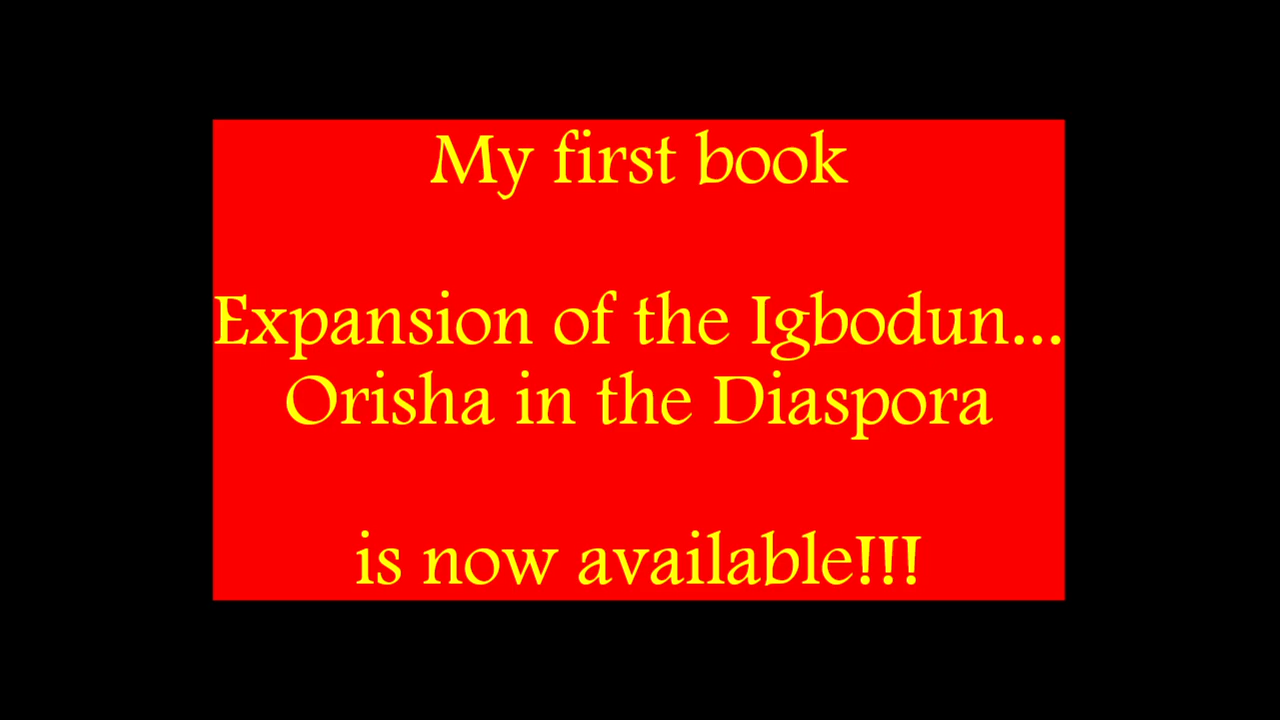 My first book
Expansion of the Igbodun...
Orisha in the Diaspora
is now available!!!